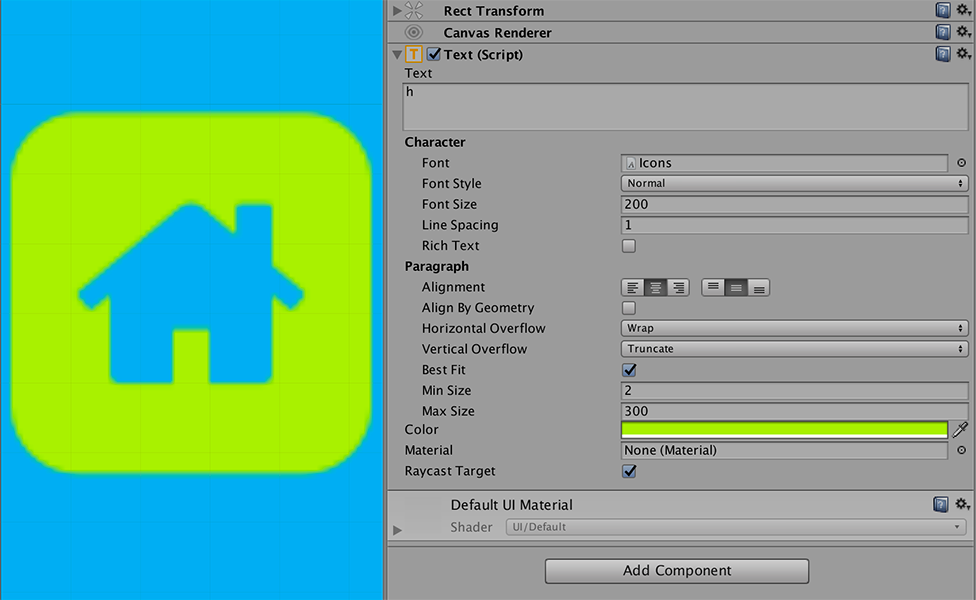 Rect Transform
Canvas Renderer
T Text (Script)
Text
h
Character
Font Icons
Font Style Normal
Font Size 200
Line Spacing 1
Rich Text
Paragraph
Alignment
Align By Geometry
Horizontal Overflow Wrap
Vertical Overflow Truncate
Best Fit
Min Size 2
Max Size 300
Color
Material None (Material)
Raycast Target
Default UI Material
Shader UI/Default
Add Component